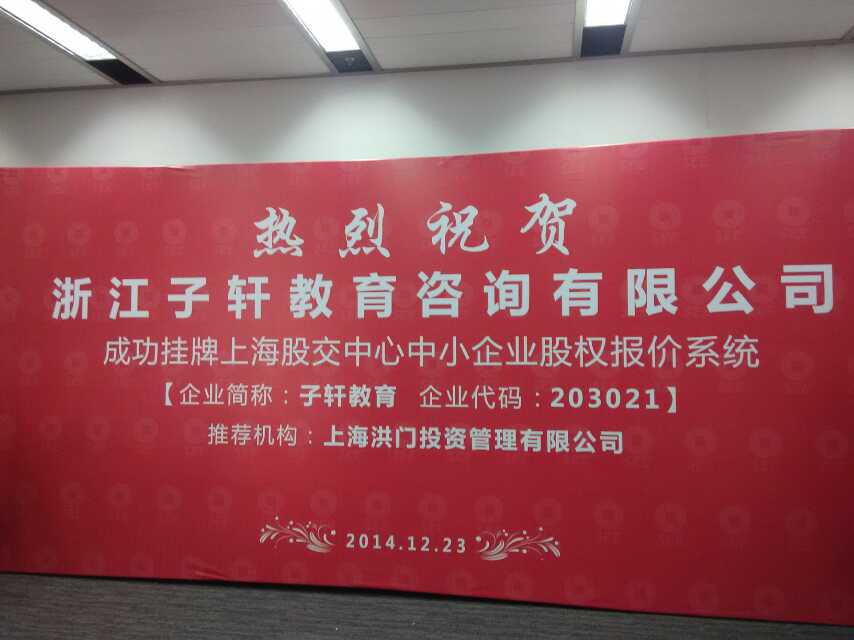 热烈祝贺
浙江子轩教育咨询有限公司
成功挂牌上海股交中心中小企业股权报价系统
【企业简称:子轩教育 企业代码:203021】
推荐机构:上海洪门投资管理有限公司
2014.12.23